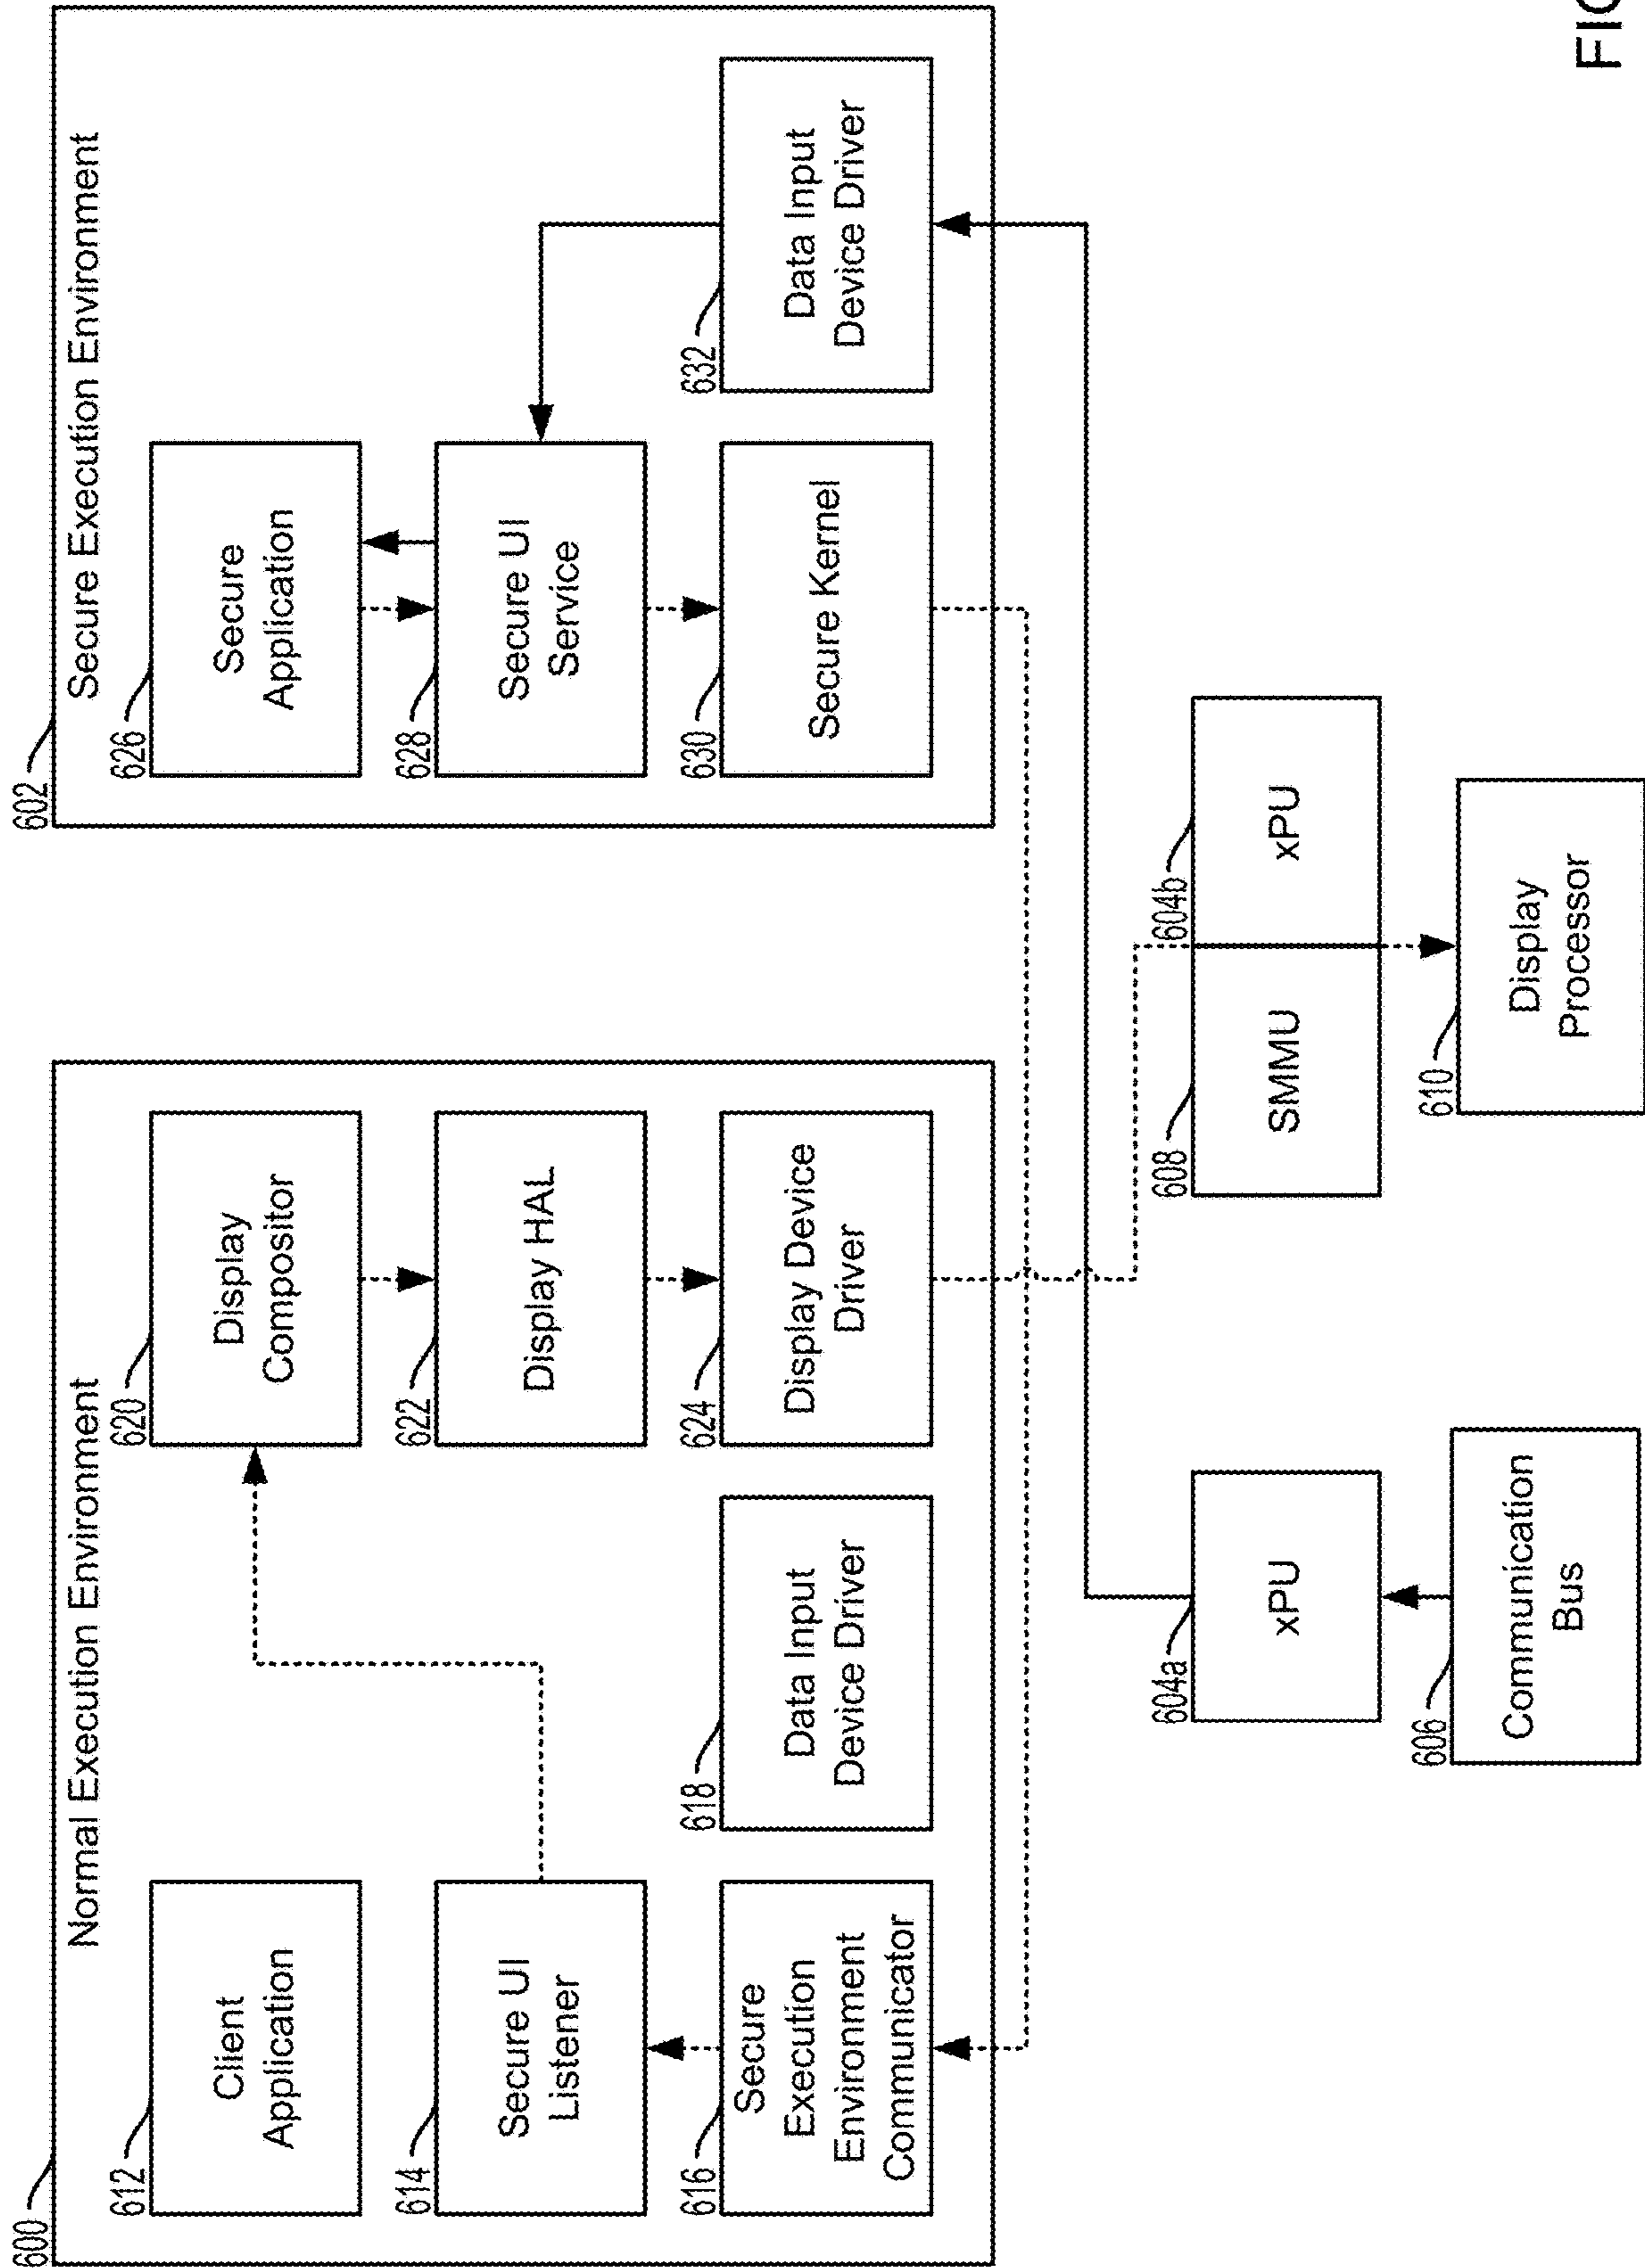 600
Normal Execution Environment
612
Client
Application
614
Secure UI
Listener
616
Secure
Execution
Environment
Communicator
618
Data Input
Device Driver
620
Display
Compositor
622
Display HAL
624
Display Device
Driver
602
Secure Execution Environment
626
Secure
Application
628
Secure UI
Service
630
Secure Kernel
632
Data Input
Device Driver
604a
xPU
606
Communication
Bus
608
SMMU
604b
xPU
610
Display
Processor